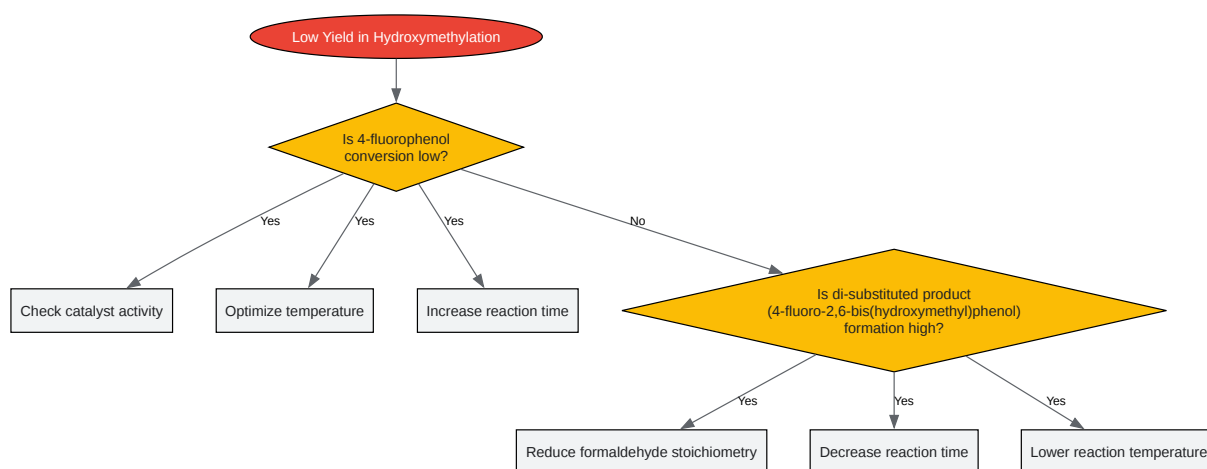 Low Yield in Hydroxymethylation
Is 4-fluorophenol
conversion low?
Yes
Yes
Yes
No
Check catalyst activity
Optimize temperature
Increase reaction time
Is di-substituted product
(4-fluoro-2,6-bis(hydroxymethyl)phenol)
formation high?
Yes
Yes
Yes
Reduce formaldehyde stoichiometry
Decrease reaction time
Lower reaction temperature